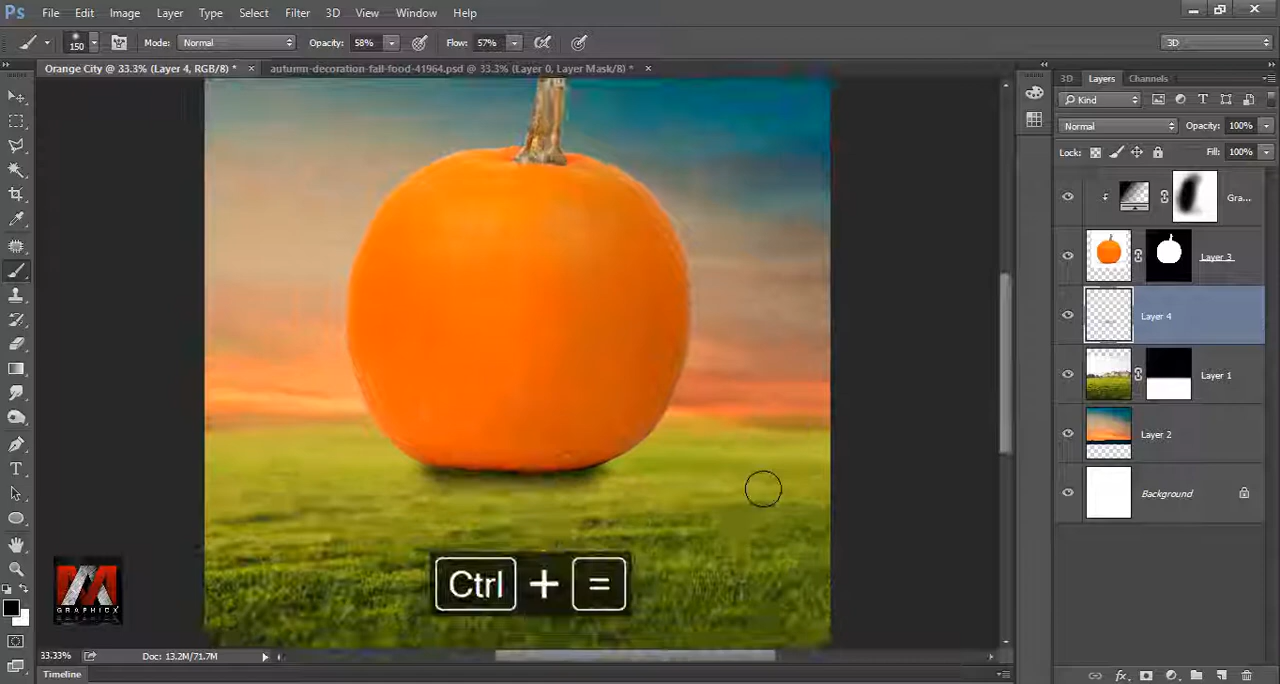 Ps File Edit Image Layer Type Select Filter 3D View Window Help
150 Mode: Normal Opacity: 58% Flow: 57% 3D
Orange City @ 33.3% (Layer 4, RGB/8) * × autumn-decoration-fall-food-41964.psd @ 33.3% (Layer 0, Layer Mask/8) * ×
3D Layers Channels
Kind
Normal Opacity: 100%
Lock: Fill: 100%
Gra...
Layer 3
Layer 4
Layer 1
Layer 2
Background
Ctrl + =
GRAPHICX
33.33% Doc: 13.2M/71.7M
Timeline